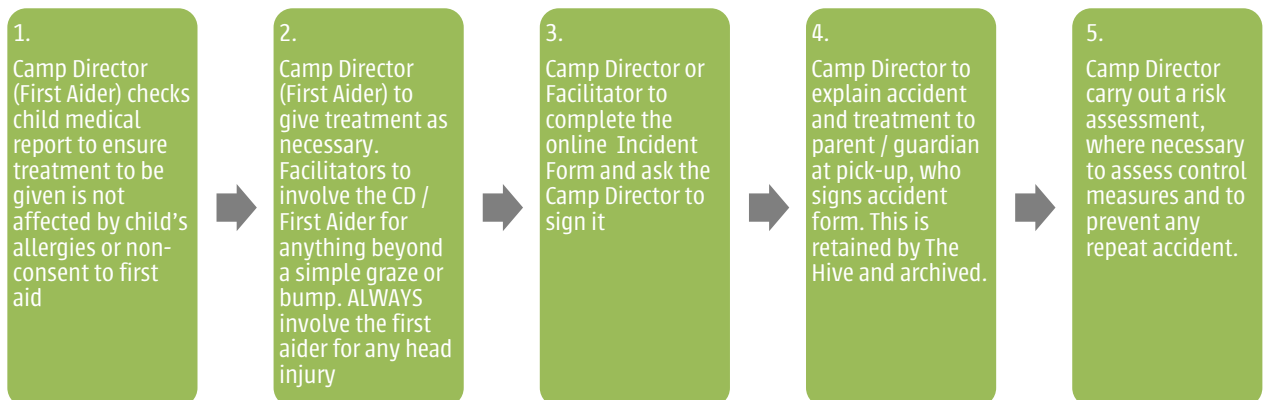 1.
Camp Director
(First Aider) checks
child medical
report to ensure
treatment to be
given is not
affected by child's
allergies or non-
consent to first
aid
2.
Camp Director
(First Aider) to
give treatment as
necessary.
Facilitators to
involve the CD /
First Aider for
anything beyond
a simple graze or
bump. ALWAYS
involve the first
aider for any head
injury
3.
Camp Director or
Facilitator to
complete the
online Incident
Form and ask the
Camp Director to
sign it
4.
Camp Director to
explain accident
and treatment to
parent / guardian
at pick-up, who
signs accident
form. This is
retained by The
Hive and archived.
5.
Camp Director
carry out a risk
assessment,
where necessary
to assess control
measures and to
prevent any
repeat accident.